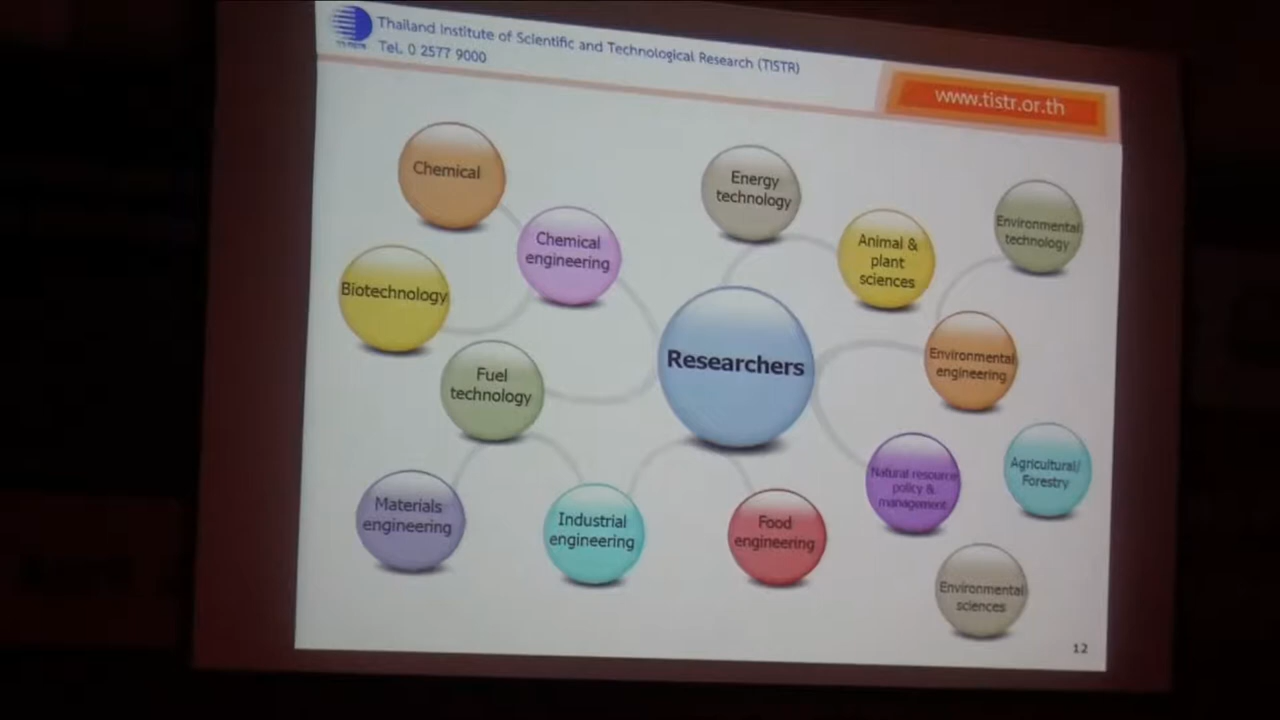 Thailand Institute of Scientific and Technological Research (TISTR)
Tel. 0 2577 9000
www.tistr.or.th
Chemical
Chemical
engineering
Biotechnology
Fuel
technology
Materials
engineering
Industrial
engineering
Researchers
Food
engineering
Energy
technology
Animal &
plant
sciences
Environmental
technology
Environmental
engineering
Natural resource
policy &
management
Agricultural/
Forestry
Environmental
sciences
12